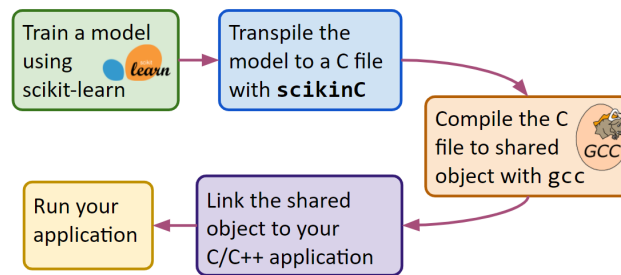 Train a model
using
scikit-learn
scikit
learn
Transpile the
model to a C file
with scikinC
Compile the C
file to shared
object with gcc
GCC
Link the shared
object to your
C/C++ application
Run your
application